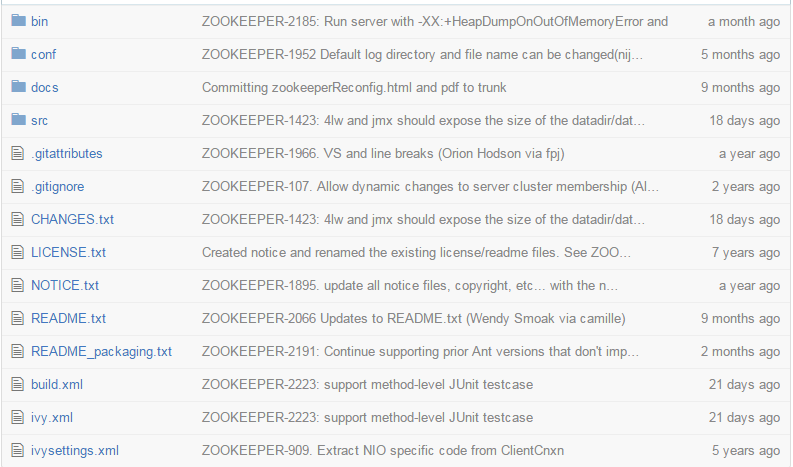 bin ZOOKEEPER-2185: Run server with -XX:+HeapDumpOnOutOfMemoryError and a month ago
conf ZOOKEEPER-1952 Default log directory and file name can be changed(nij... 5 months ago
docs Committing zookeeperReconfig.html and pdf to trunk 9 months ago
src ZOOKEEPER-1423: 4lw and jmx should expose the size of the datadir/dat... 18 days ago
.gitattributes ZOOKEEPER-1966. VS and line breaks (Orion Hodson via fpj) a year ago
.gitignore ZOOKEEPER-107. Allow dynamic changes to server cluster membership (Al... 2 years ago
CHANGES.txt ZOOKEEPER-1423: 4lw and jmx should expose the size of the datadir/dat... 18 days ago
LICENSE.txt Created notice and renamed the existing license/readme files. See ZOO... 7 years ago
NOTICE.txt ZOOKEEPER-1895. update all notice files, copyright, etc... with the n... a year ago
README.txt ZOOKEEPER-2066 Updates to README.txt (Wendy Smoak via camille) 9 months ago
README_packaging.txt ZOOKEEPER-2191: Continue supporting prior Ant versions that don't imp... 2 months ago
build.xml ZOOKEEPER-2223: support method-level JUnit testcase 21 days ago
ivy.xml ZOOKEEPER-2223: support method-level JUnit testcase 21 days ago
ivysettings.xml ZOOKEEPER-909. Extract NIO specific code from ClientCnxn 5 years ago